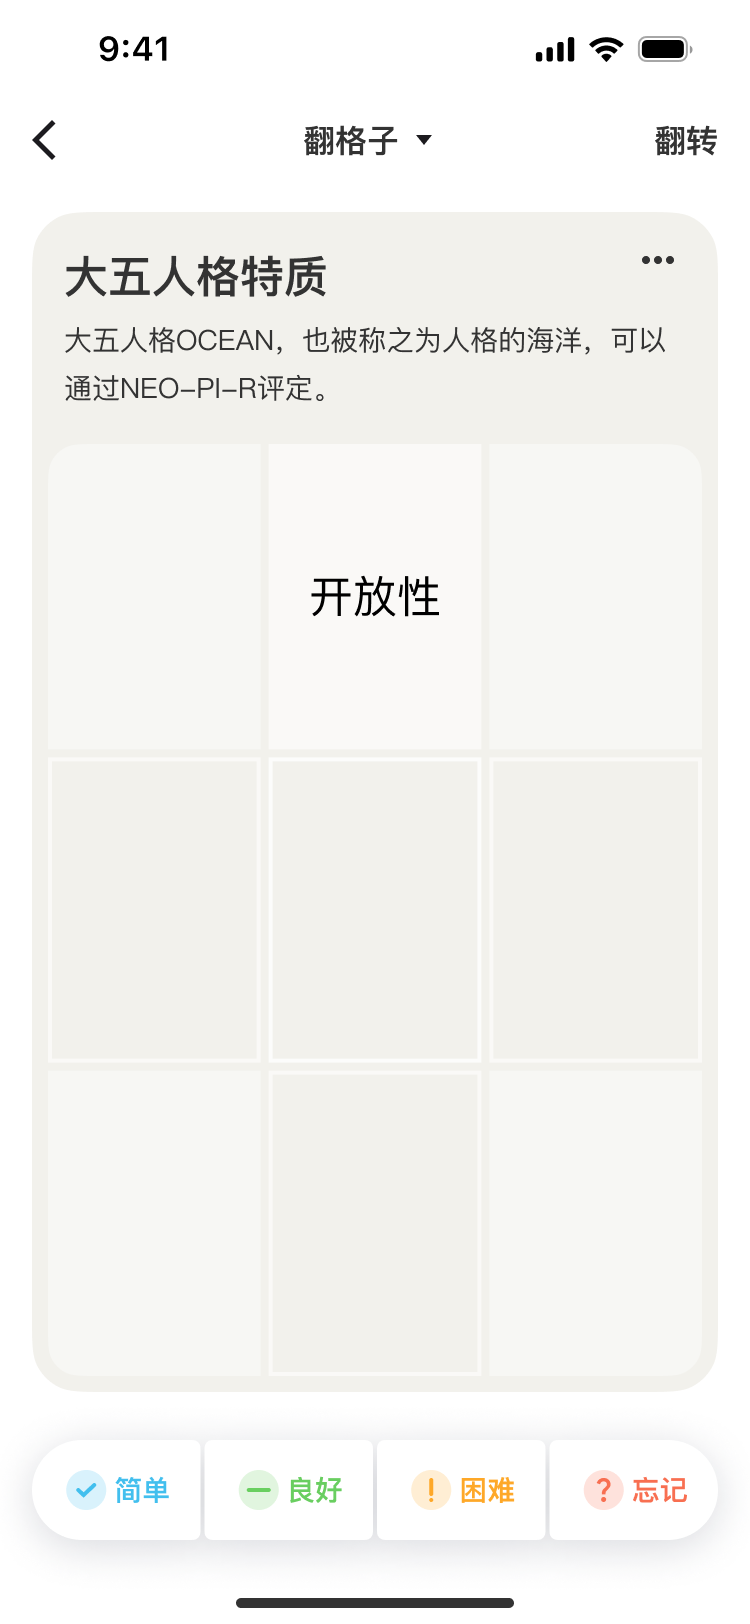 9:41
翻格子
翻转
大五人格特质
大五人格OCEAN，也被称之为人格的海洋，可以
通过NEO-PI-R评定。
开放性
简单
良好
困难
忘记